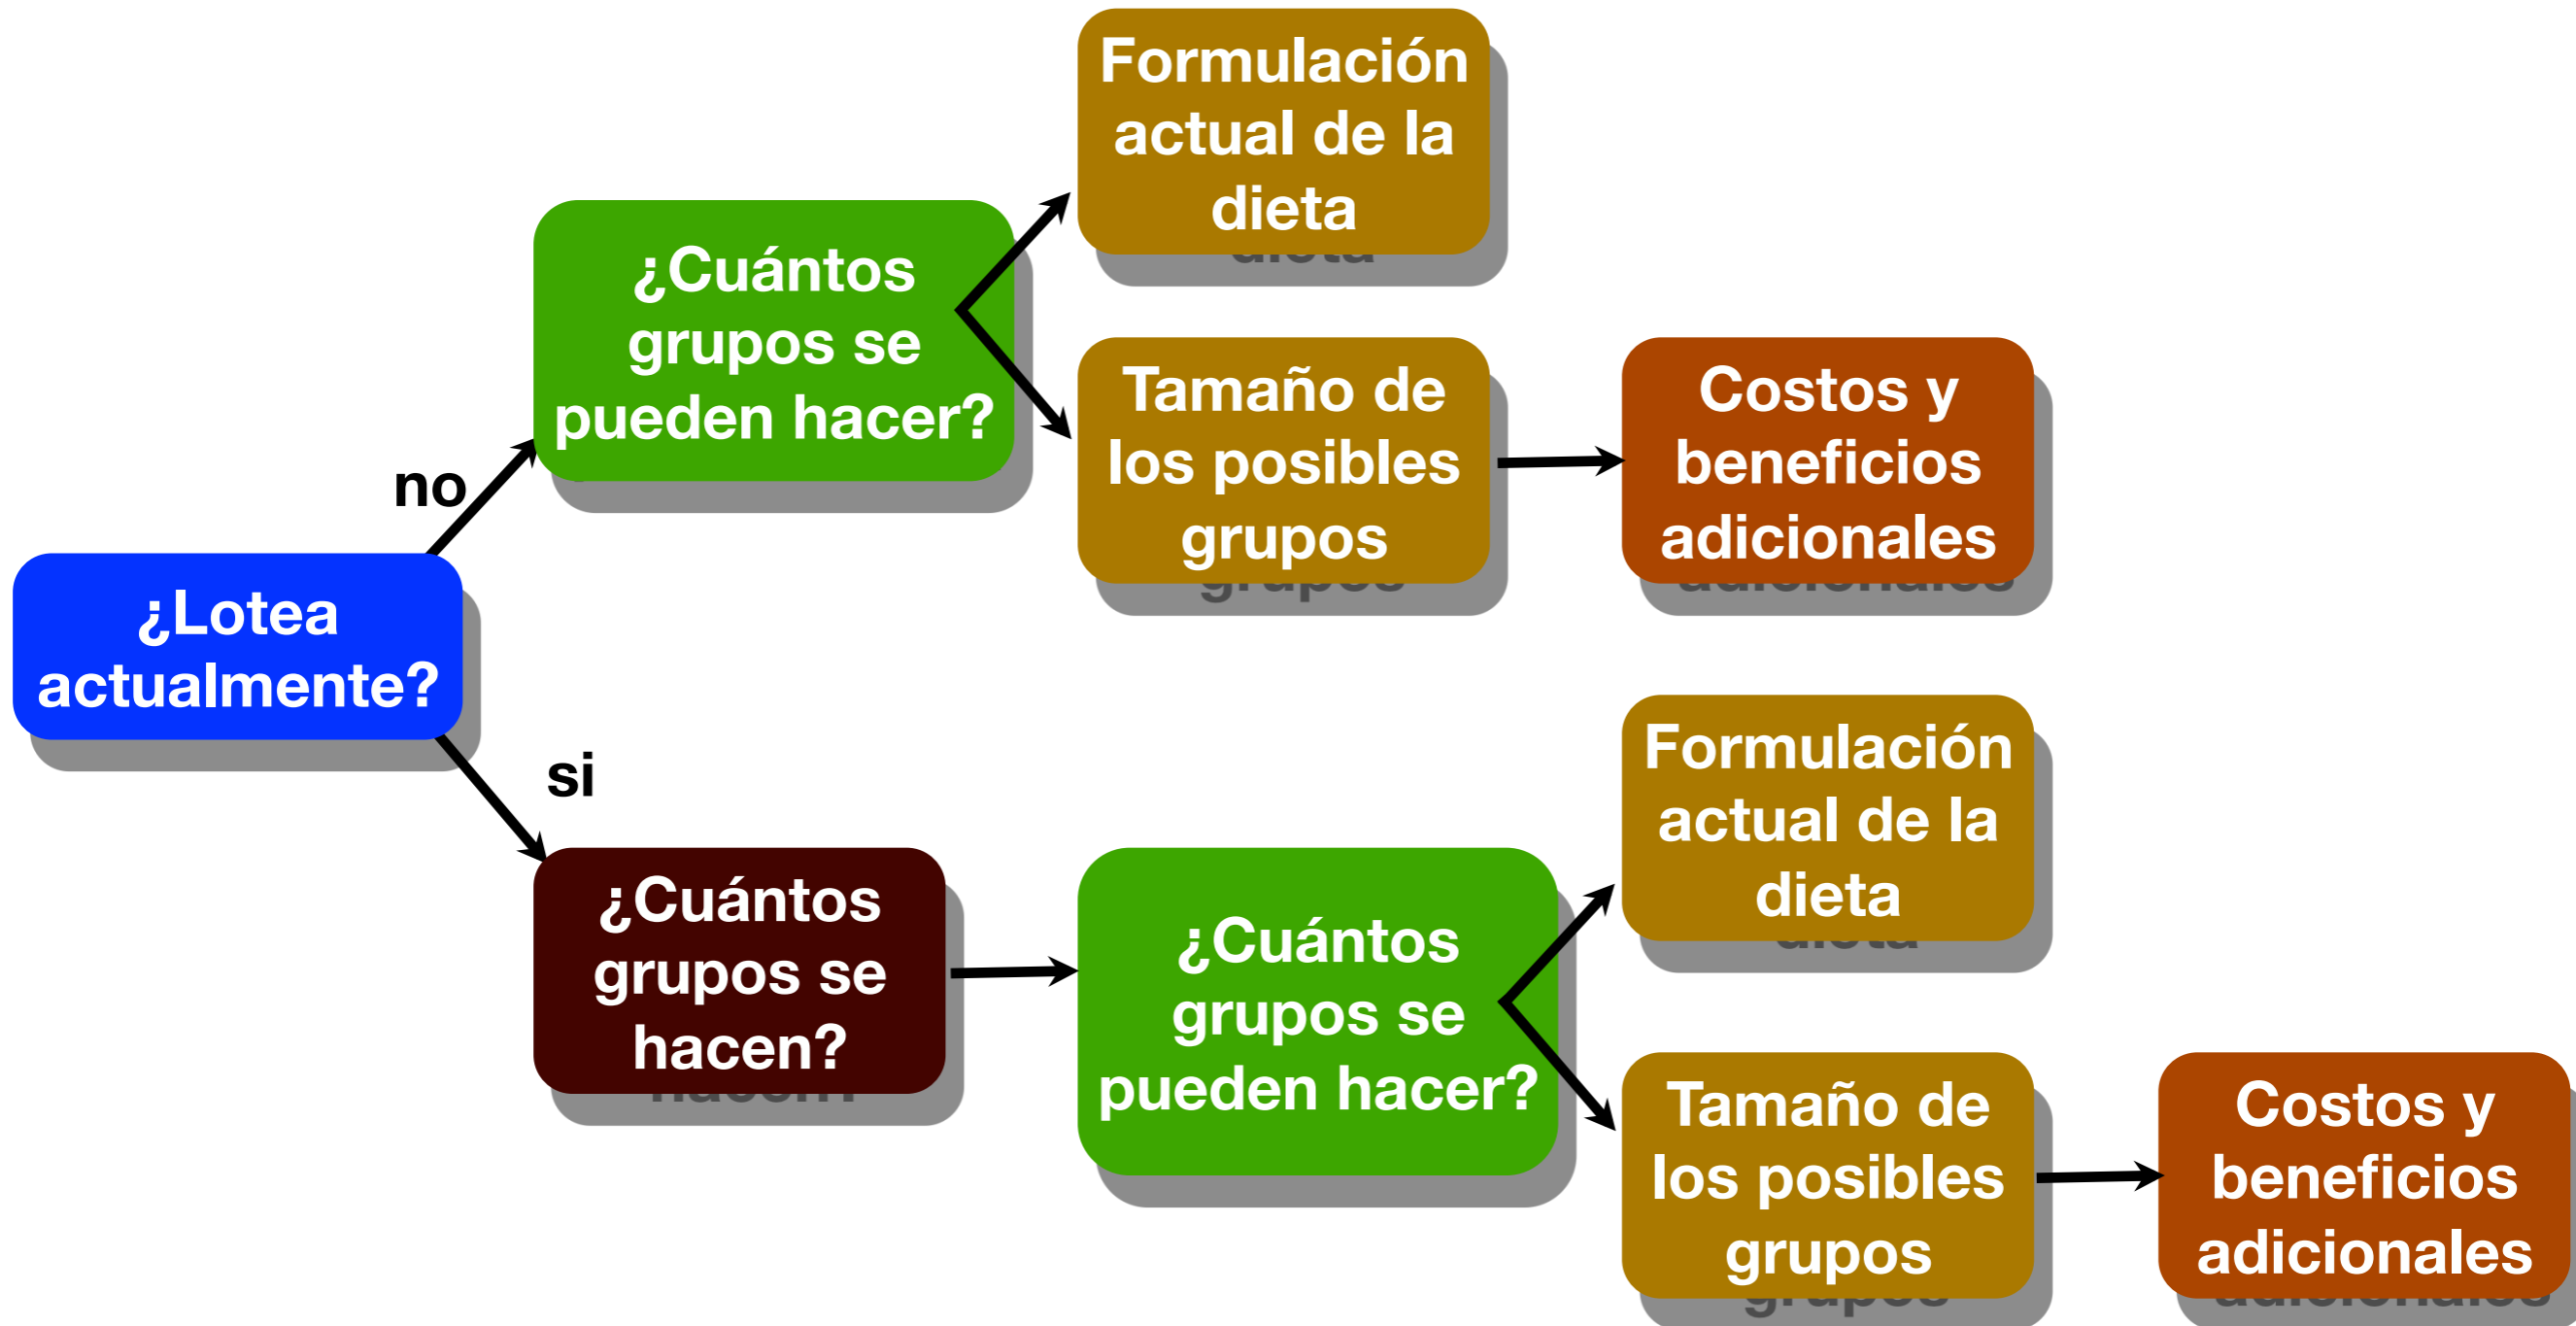 Formulación
actual de la
dieta
¿Cuántos
grupos se
pueden hacer?
Tamaño de
los posibles
grupos
Costos y
beneficios
adicionales
no
¿Lotea
actualmente?
si
¿Cuántos
grupos se
hacen?
¿Cuántos
grupos se
pueden hacer?
Formulación
actual de la
dieta
Tamaño de
los posibles
grupos
Costos y
beneficios
adicionales